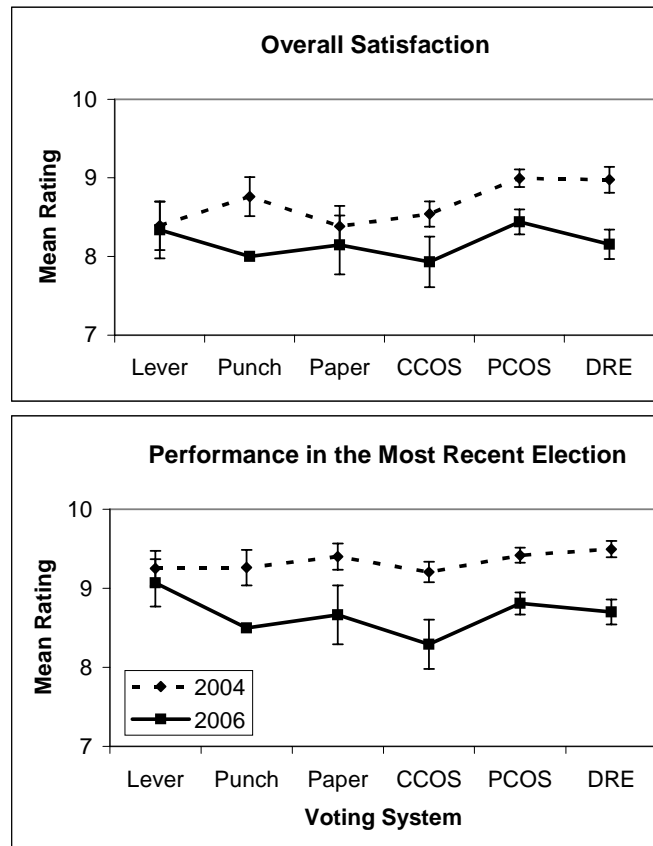 Overall Satisfaction
10
9
8
7
Mean Rating
Lever Punch Paper CCOS PCOS DRE
Performance in the Most Recent Election
10
9
8
7
Mean Rating
2004
2006
Lever Punch Paper CCOS PCOS DRE
Voting System